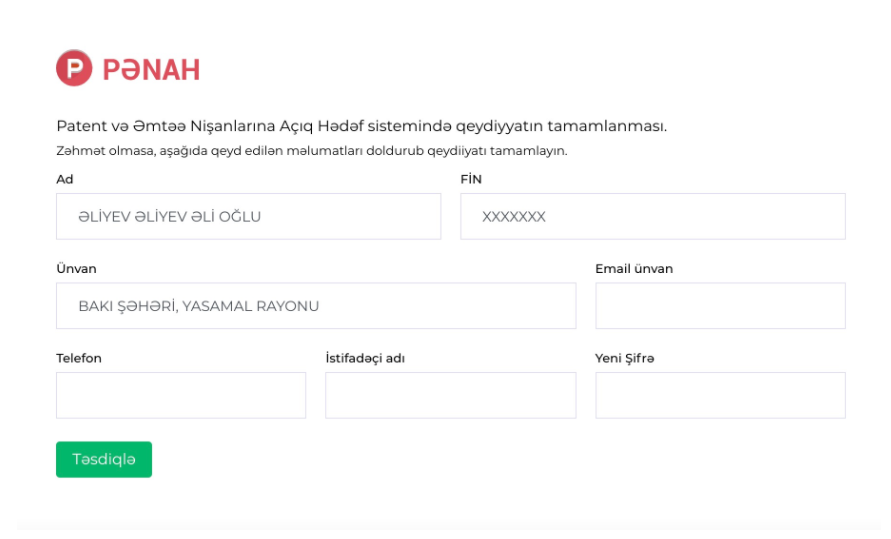 P PƏNAH
Patent və Əmtəə Nişanlarına Açıq Hədəf sistemində qeydiyyatın tamamlanması.
Zəhmət olmasa, aşağıda qeyd edilən məlumatları doldurub qeydiiyatı tamamlayın.
Ad FİN
ƏLİYEV ƏLİYEV ƏLİ OĞLU XXXXXXX
Ünvan Email ünvan
BAKI ŞƏHƏRİ, YASAMAL RAYONU
Telefon İstifadəçi adı Yeni Şifrə
Təsdiqlə